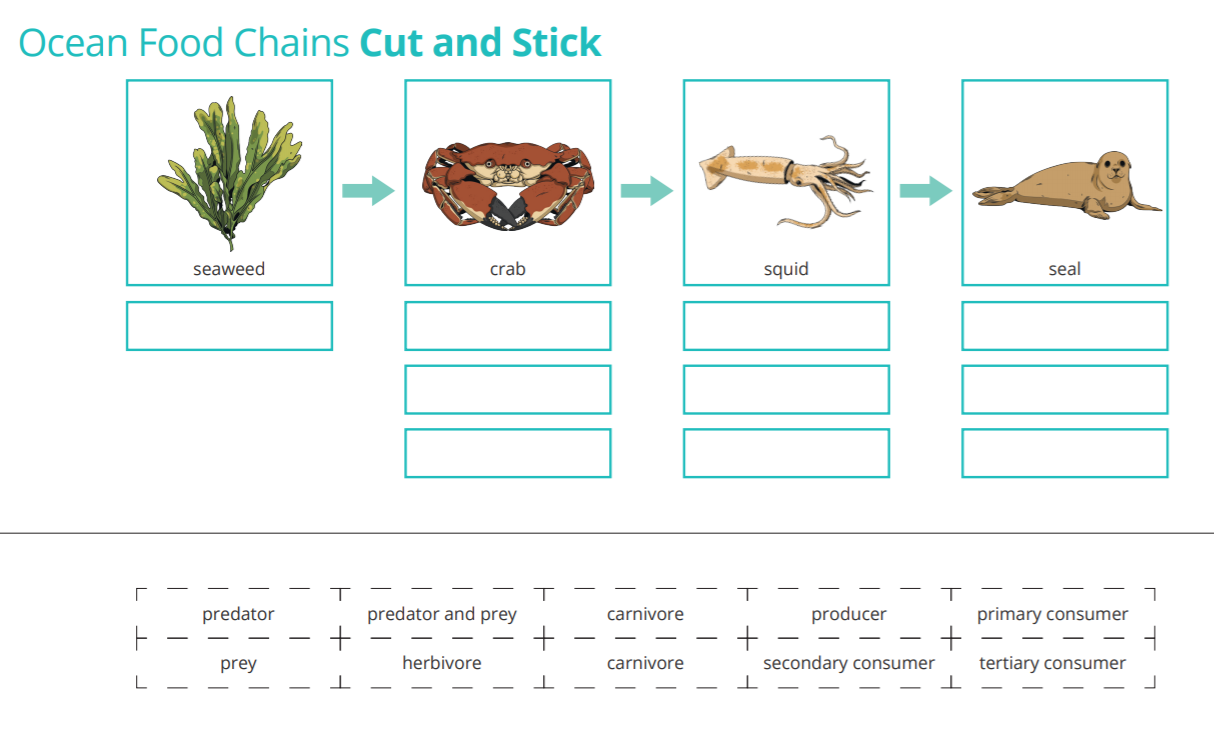 Ocean Food Chains Cut and Stick
seaweed
crab
squid
seal
predator
predator and prey
carnivore
producer
primary consumer
prey
herbivore
carnivore
secondary consumer
tertiary consumer